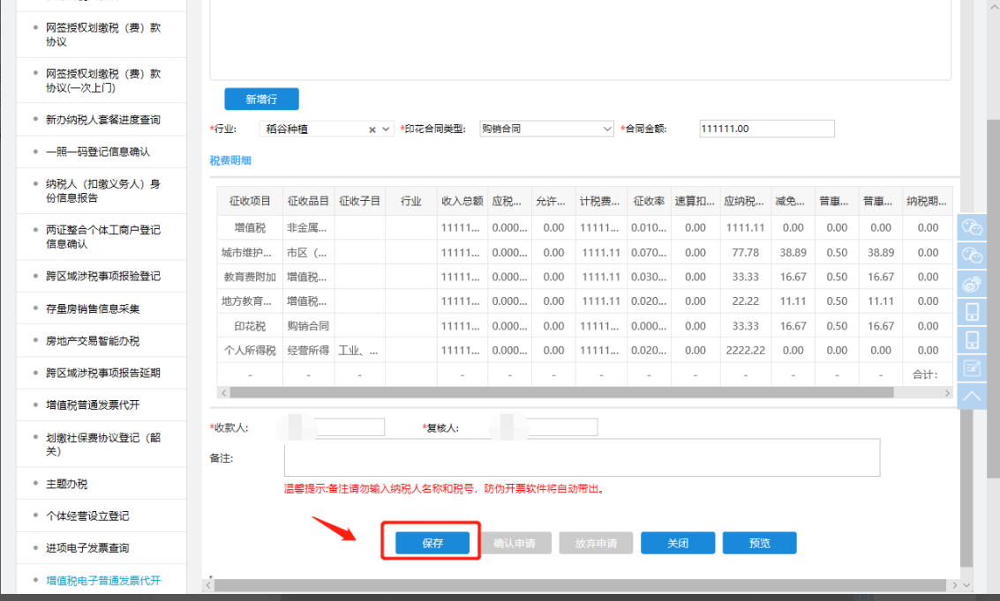 网签授权划缴税（费）款
协议
网签授权划缴税（费）款
协议(一次上门)
新办纳税人套餐进度查询
一照一码登记信息确认
纳税人（扣缴义务人）身
份信息报告
两证整合个体工商户登记
信息确认
跨区域涉税事项报验登记
存量房销售信息采集
房地产交易智能办税
跨区域涉税事项报告延期
增值税普通发票代开
划缴社保费协议登记（韶
关）
主题办税
个体经营设立登记
进项电子发票查询
增值税电子普通发票代开
新增行
*行业: 稻谷种植 *印花合同类型: 购销合同 *合同金额: 111111.00
税费明细
征收项目 征收品目 征收子目 行业 收入总额 应税... 允许... 计税费... 征收率 速算扣... 应纳税... 减免... 普惠... 普惠... 纳税期...
增值税 非金属... 11111... 0.000... 0.00 11111... 0.010... 0.00 1111.11 0.00 0.00 0.00 0.00
城市维护... 市区（... 11111... 0.000... 0.00 1111.11 0.070... 0.00 77.78 38.89 0.50 38.89 0.00
教育费附加 增值税... 11111... 0.000... 0.00 1111.11 0.030... 0.00 33.33 16.67 0.50 16.67 0.00
地方教育... 增值税... 11111... 0.000... 0.00 1111.11 0.020... 0.00 22.22 11.11 0.50 11.11 0.00
印花税 购销合同 11111... 0.000... 0.00 11111... 0.000... 0.00 33.33 16.67 0.50 16.67 0.00
个人所得税 经营所得 工业、... 11111... 0.000... 0.00 11111... 0.020... 0.00 2222.22 0.00 0.00 0.00 0.00
- - - - - - - - - - - - - 合计:
*收款人: *复核人:
备注:
温馨提示:备注请勿输入纳税人名称和税号，防伪开票软件将自动带出。
保存 确认申请 放弃申请 关闭 预览